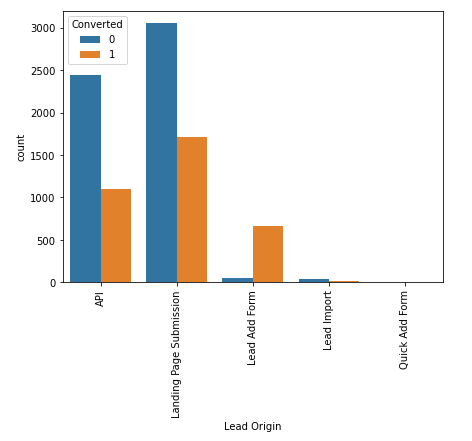 Converted
0
1
3000
2500
2000
1500
1000
500
0
count
API
Landing Page Submission
Lead Add Form
Lead Import
Quick Add Form
Lead Origin